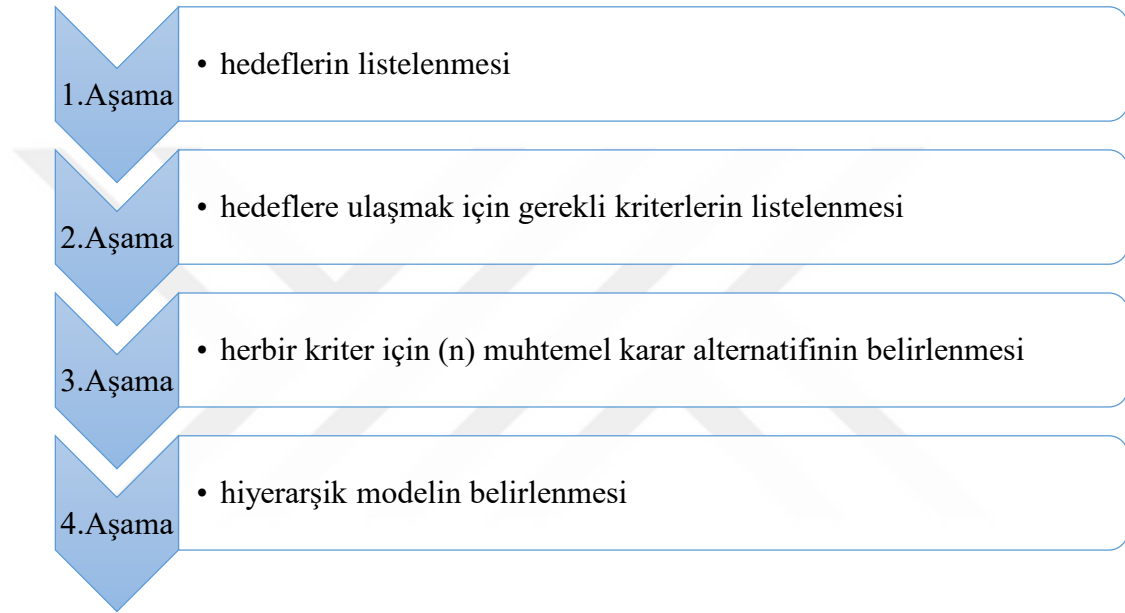 1.Aşama
• hedeflerin listelenmesi
2.Aşama
• hedeflere ulaşmak için gerekli kriterlerin listelenmesi
3.Aşama
• herbir kriter için (n) muhtemel karar alternatifinin belirlenmesi
4.Aşama
• hiyerarşik modelin belirlenmesi